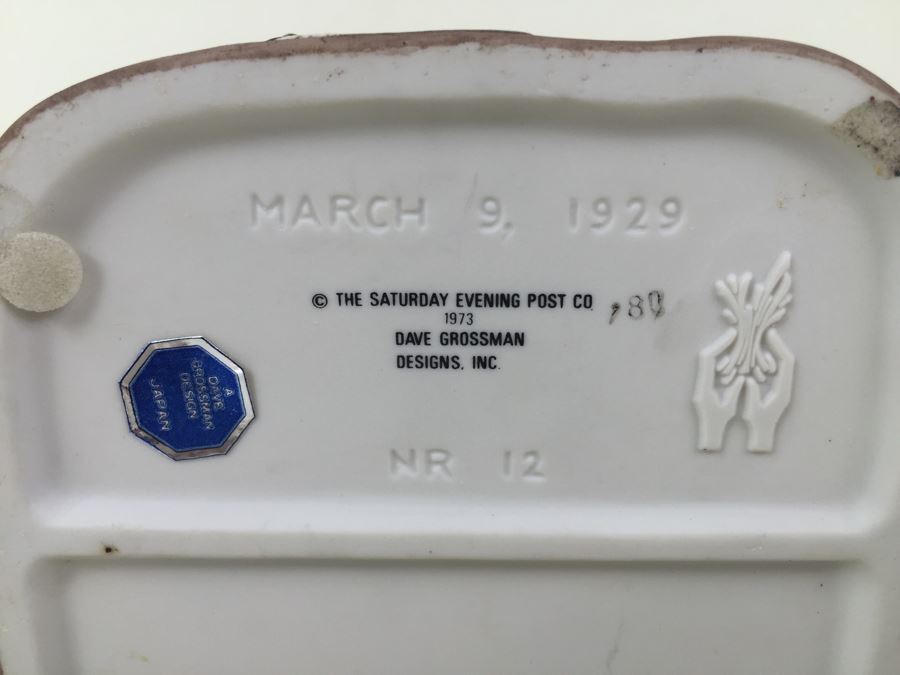 MARCH 9, 1929
© THE SATURDAY EVENING POST CO
1973
DAVE GROSSMAN
DESIGNS, INC.
A
DAVE
GROSSMAN
DESIGN
JAPAN
NR 12